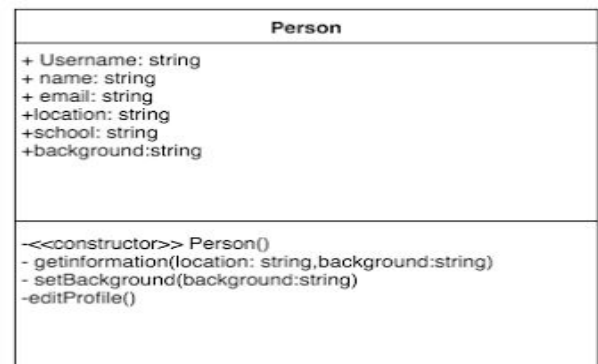 Person
+ Username: string
+ name: string
+ email: string
+location: string
+school: string
+background:string
-<<constructor>> Person()
- getinformation(location: string,background:string)
- setBackground(background:string)
-editProfile()